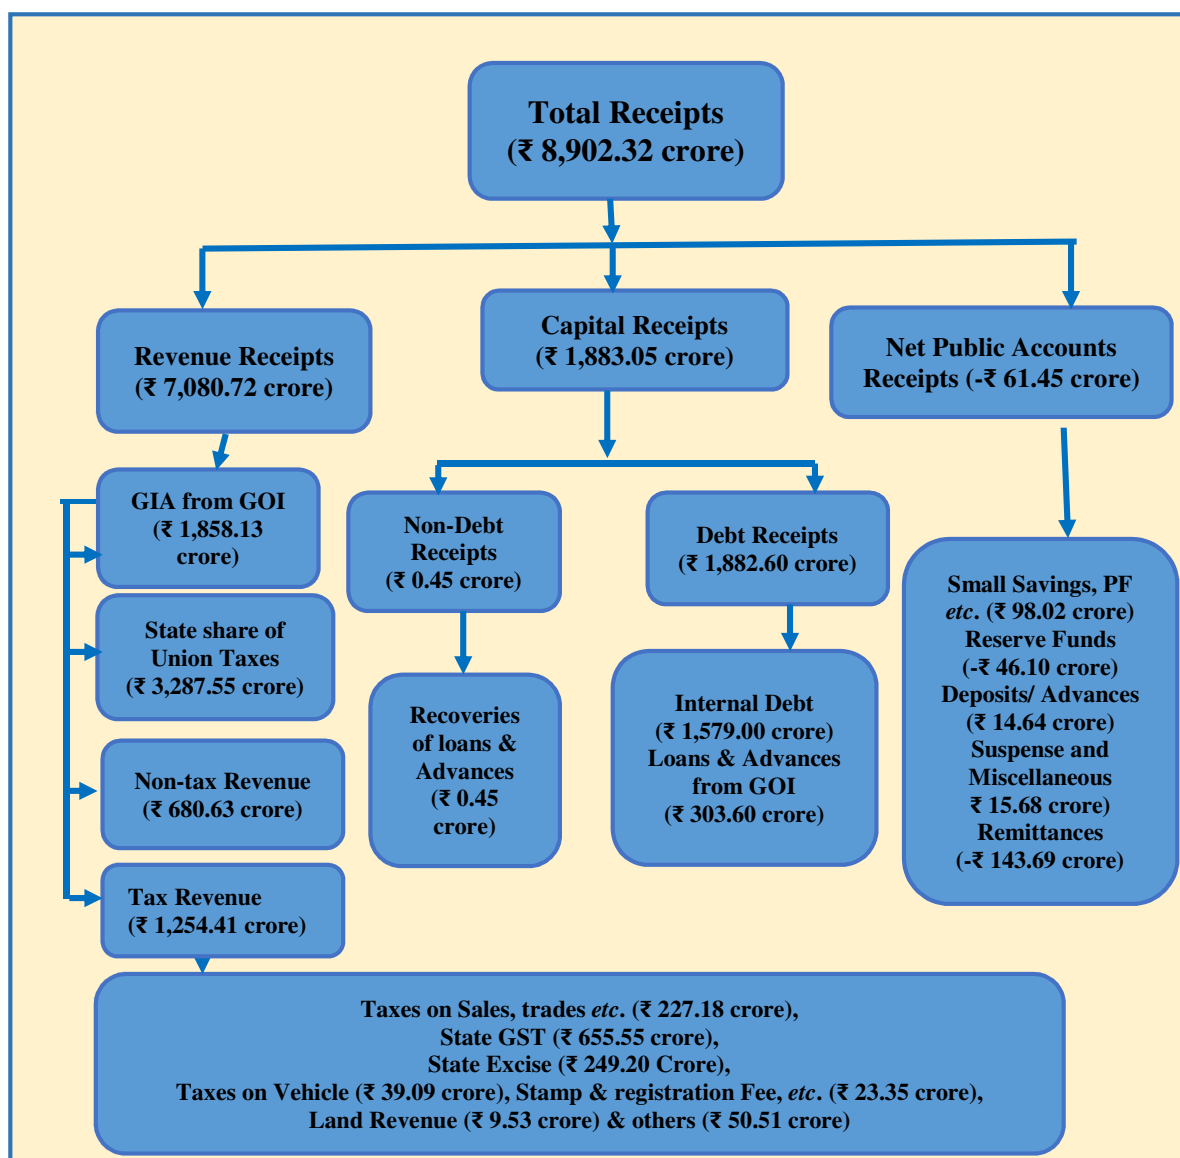 Total Receipts
(₹ 8,902.32 crore)
Revenue Receipts
(₹ 7,080.72 crore)
Capital Receipts
(₹ 1,883.05 crore)
Net Public Accounts
Receipts (-₹ 61.45 crore)
GIA from GOI
(₹ 1,858.13
crore)
State share of
Union Taxes
(₹ 3,287.55 crore)
Non-tax Revenue
(₹ 680.63 crore)
Tax Revenue
(₹ 1,254.41 crore)
Non-Debt
Receipts
(₹ 0.45 crore)
Recoveries
of loans &
Advances
(₹ 0.45
crore)
Debt Receipts
(₹ 1,882.60 crore)
Internal Debt
(₹ 1,579.00 crore)
Loans & Advances
from GOI
(₹ 303.60 crore)
Small Savings, PF
etc. (₹ 98.02 crore)
Reserve Funds
(-₹ 46.10 crore)
Deposits/ Advances
(₹ 14.64 crore)
Suspense and
Miscellaneous
₹ 15.68 crore)
Remittances
(-₹ 143.69 crore)
Taxes on Sales, trades etc. (₹ 227.18 crore),
State GST (₹ 655.55 crore),
State Excise (₹ 249.20 Crore),
Taxes on Vehicle (₹ 39.09 crore), Stamp & registration Fee, etc. (₹ 23.35 crore),
Land Revenue (₹ 9.53 crore) & others (₹ 50.51 crore)